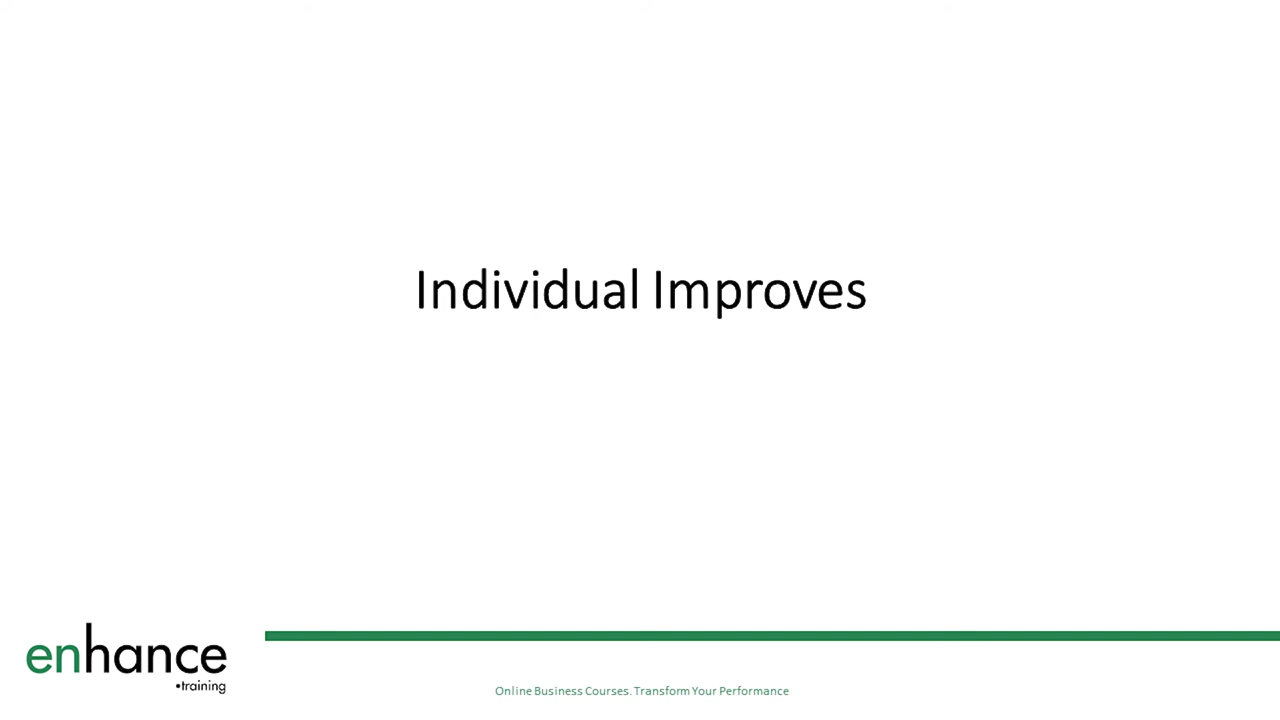 Individual Improves
enhance
•training
Online Business Courses. Transform Your Performance